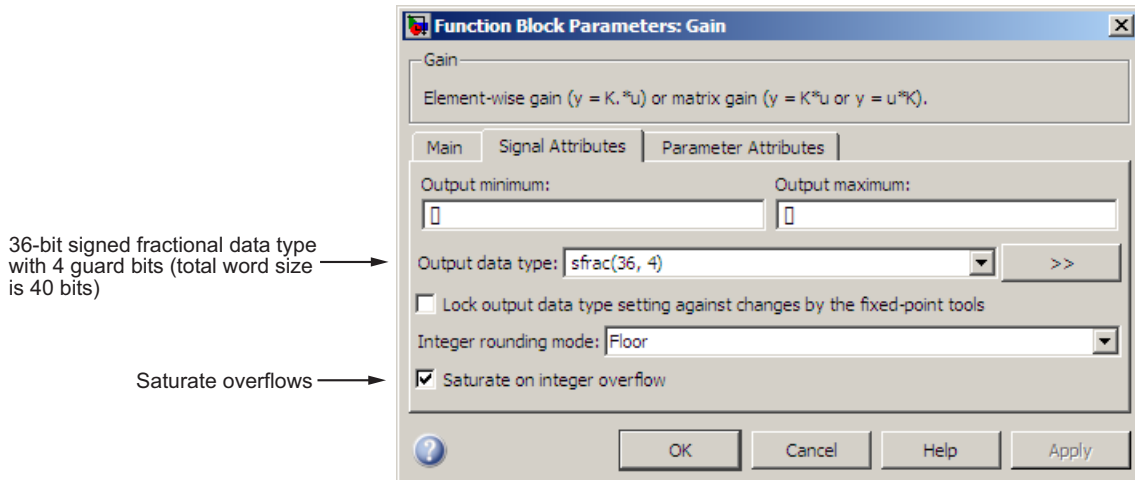 Function Block Parameters: Gain
Gain
Element-wise gain (y = K.*u) or matrix gain (y = K*u or y = u*K).
Main Signal Attributes Parameter Attributes
Output minimum: Output maximum:
[] []
36-bit signed fractional data type
with 4 guard bits (total word size
is 40 bits)
Output data type: sfrac(36, 4) >>
Lock output data type setting against changes by the fixed-point tools
Integer rounding mode: Floor
Saturate overflows
Saturate on integer overflow
? OK Cancel Help Apply